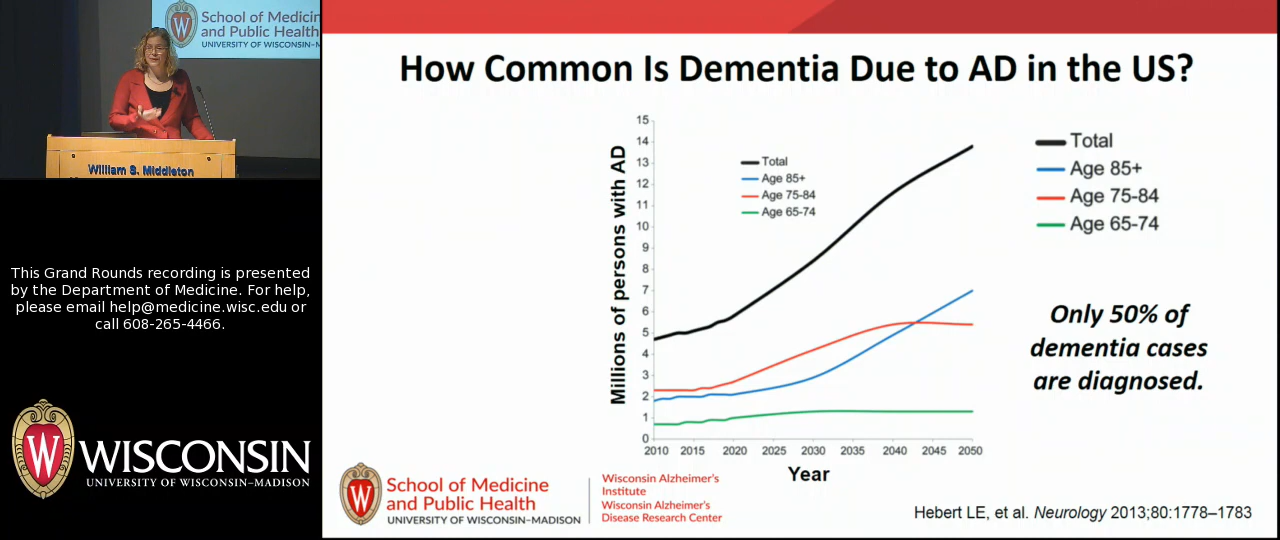 School of Medicin
and Public Health
UNIVERSITY OF WISCONSIN–M
William S. Middleton
This Grand Rounds recording is presented
by the Department of Medicine. For help,
please email help@medicine.wisc.edu or
call 608-265-4466.
W
WISCONSIN
UNIVERSITY OF WISCONSIN–MADISON
How Common Is Dementia Due to AD in the US?
Millions of persons with AD
15
14
13
12
11
10
9
8
7
6
5
4
3
2
1
0
Total
Age 85+
Age 75-84
Age 65-74
2010 2015 2020 2025 2030 2035 2040 2045 2050
Year
Total
Age 85+
Age 75-84
Age 65-74
Only 50% of
dementia cases
are diagnosed.
W
School of Medicine
and Public Health
UNIVERSITY OF WISCONSIN–MADISON
Wisconsin Alzheimer's
Institute
Wisconsin Alzheimer's
Disease Research Center
Hebert LE, et al. Neurology 2013;80:1778–1783